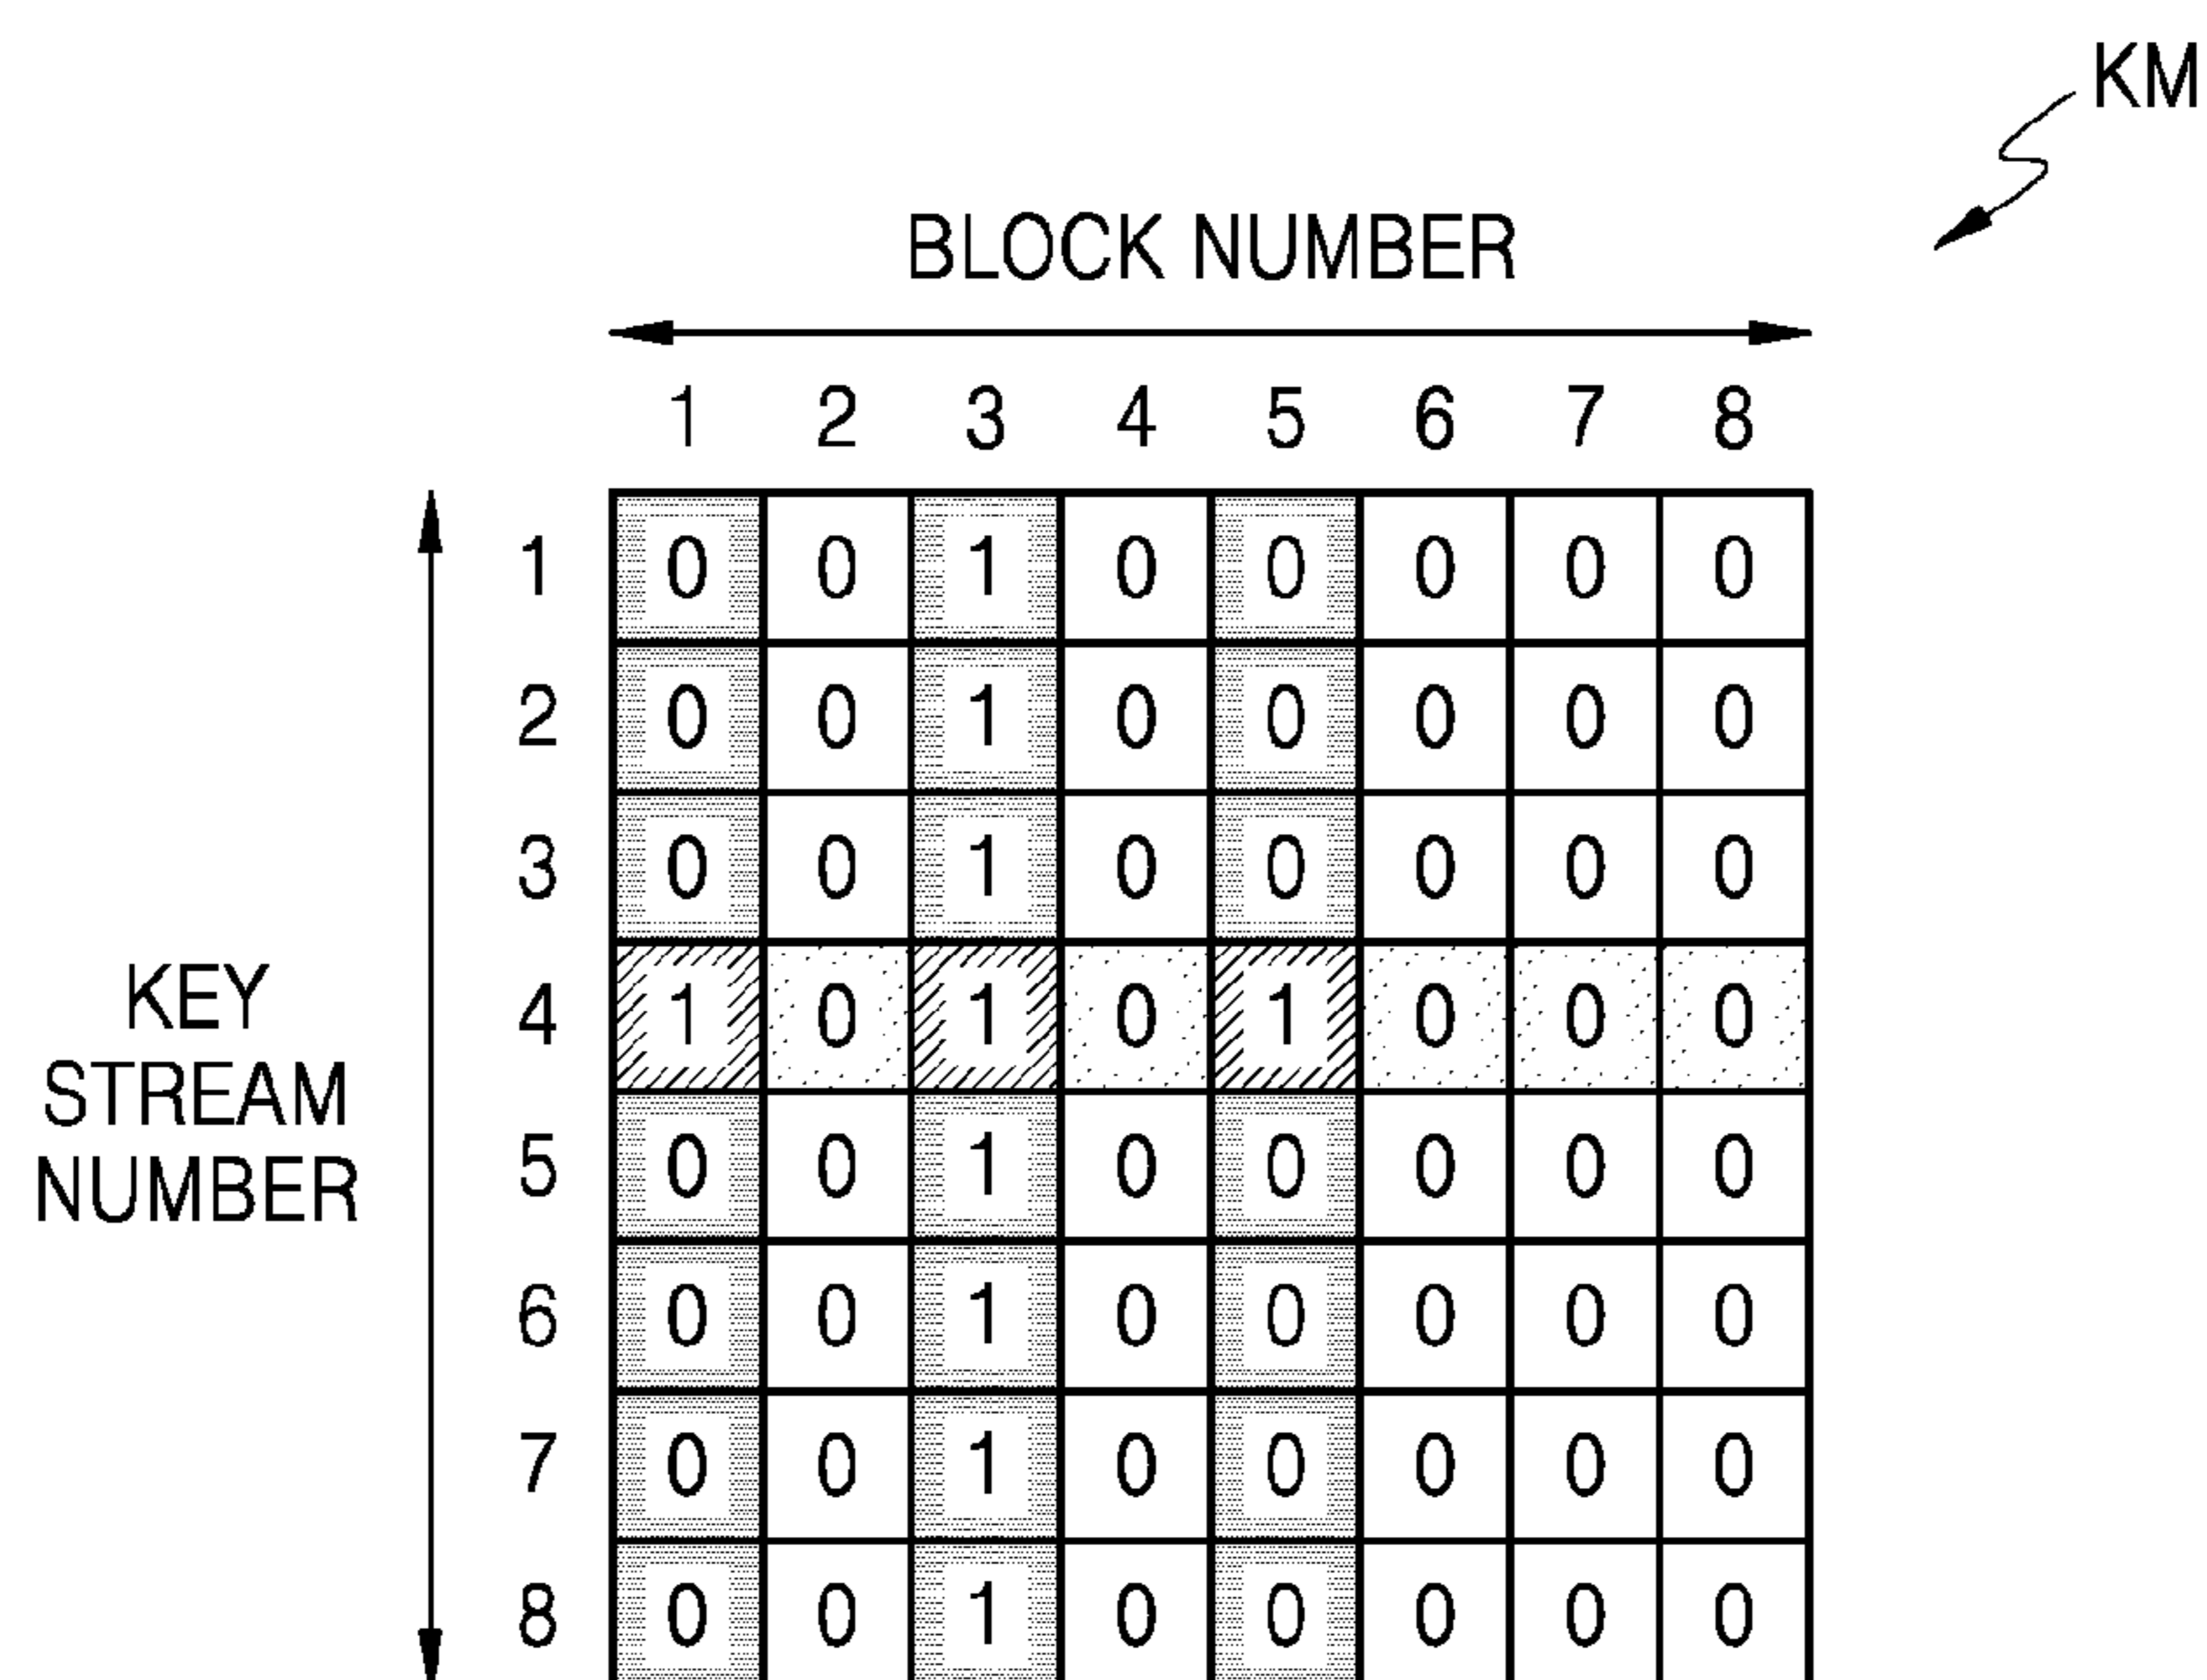 KM
BLOCK NUMBER
1 2 3 4 5 6 7 8
1 0 0 1 0 0 0 0 0
2 0 0 1 0 0 0 0 0
3 0 0 1 0 0 0 0 0
KEY
STREAM
NUMBER
4 1 0 1 0 1 0 0 0
5 0 0 1 0 0 0 0 0
6 0 0 1 0 0 0 0 0
7 0 0 1 0 0 0 0 0
8 0 0 1 0 0 0 0 0